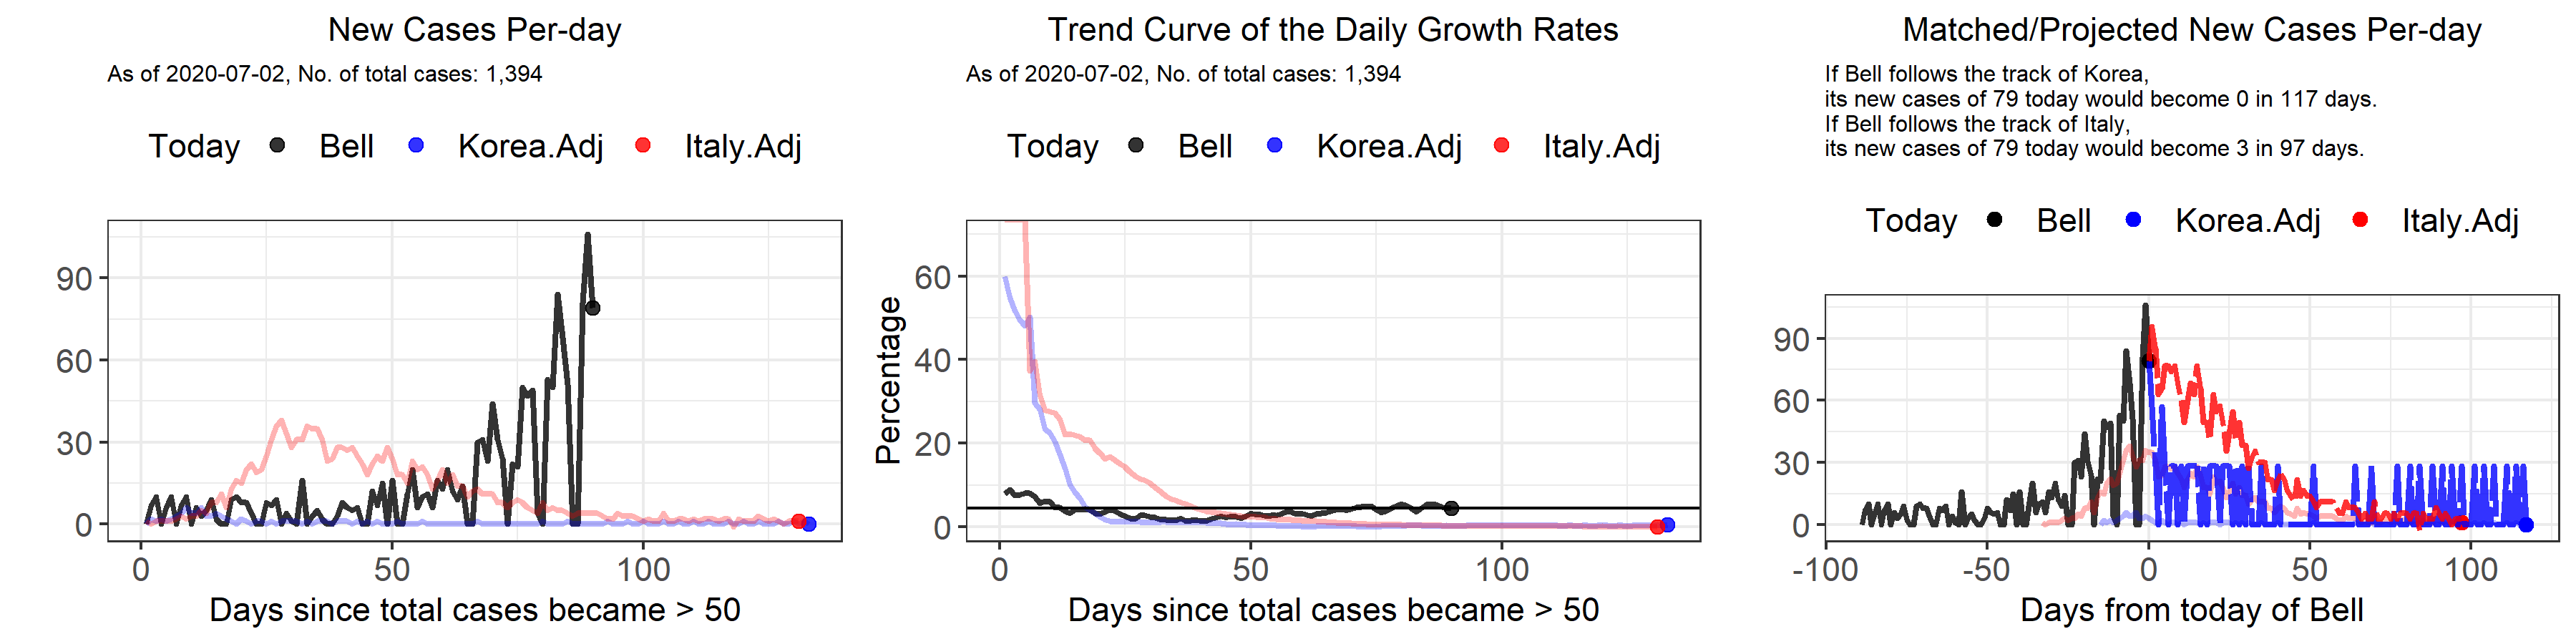 New Cases Per-day
As of 2020-07-02, No. of total cases: 1,394
Today Bell Korea.Adj Italy.Adj
90
60
30
0
0 50 100
Days since total cases became > 50
Trend Curve of the Daily Growth Rates
As of 2020-07-02, No. of total cases: 1,394
Today Bell Korea.Adj Italy.Adj
Percentage
60
40
20
0
0 50 100
Days since total cases became > 50
Matched/Projected New Cases Per-day
If Bell follows the track of Korea,
its new cases of 79 today would become 0 in 117 days.
If Bell follows the track of Italy,
its new cases of 79 today would become 3 in 97 days.
Today Bell Korea.Adj Italy.Adj
90
60
30
0
-100 -50 0 50 100
Days from today of Bell